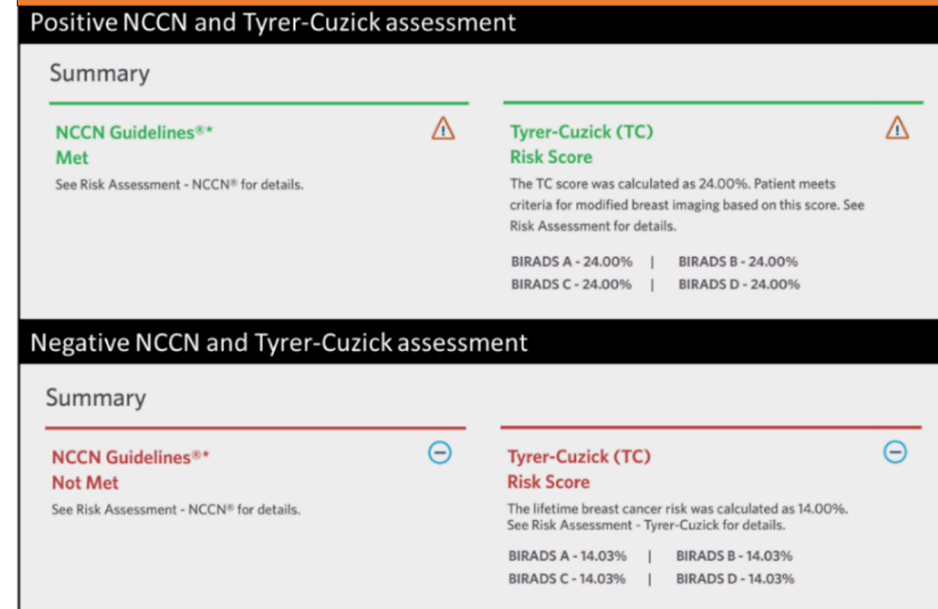 Positive NCCN and Tyrer-Cuzick assessment
Summary
NCCN Guidelines®*
Met
See Risk Assessment - NCCN® for details.
Tyrer-Cuzick (TC)
Risk Score
The TC score was calculated as 24.00%. Patient meets
criteria for modified breast imaging based on this score. See
Risk Assessment for details.
BIRADS A - 24.00% | BIRADS B - 24.00%
BIRADS C - 24.00% | BIRADS D - 24.00%
Negative NCCN and Tyrer-Cuzick assessment
Summary
NCCN Guidelines®*
Not Met
See Risk Assessment - NCCN® for details.
Tyrer-Cuzick (TC)
Risk Score
The lifetime breast cancer risk was calculated as 14.00%.
See Risk Assessment - Tyrer-Cuzick for details.
BIRADS A - 14.03% | BIRADS B - 14.03%
BIRADS C - 14.03% | BIRADS D - 14.03%